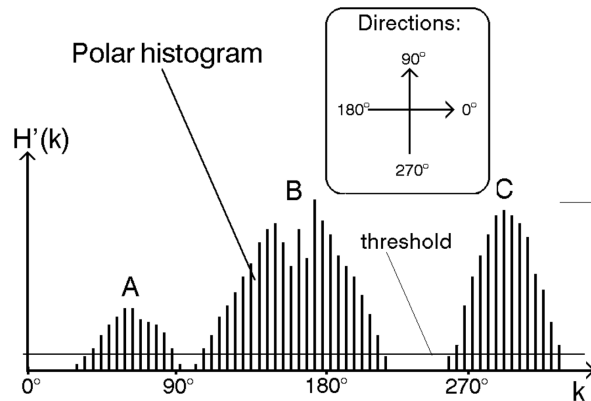 Directions:
90°
180° 0°
270°
Polar histogram
H'(k)
B
C
A
threshold
0° 90° 180° 270° k